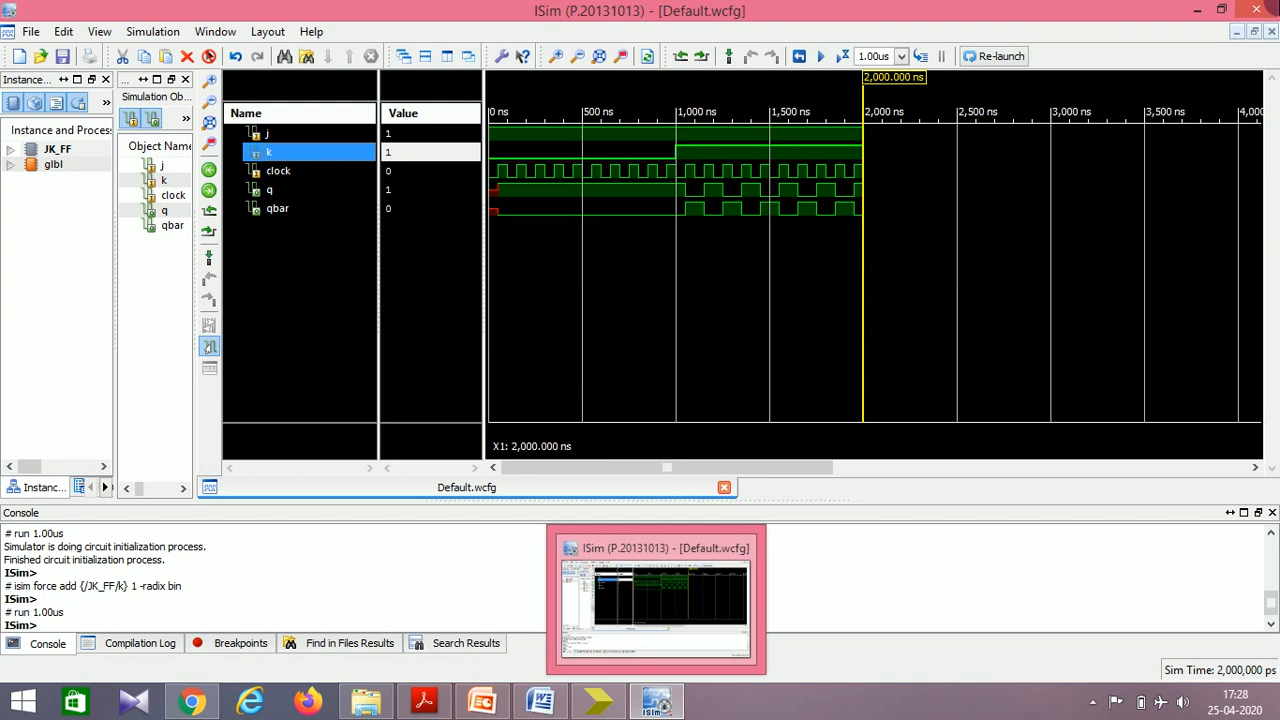 ISim (P.20131013) - [Default.wcfg]
File Edit View Simulation Window Layout Help
1.00us
Re-launch
Instance...
...
Simulation Ob
Instance and Process
Object Name
JK_FF
glbl
j
k
clock
q
qbar
Name
Value
j 1
k 1
clock 0
q 1
qbar 0
2,000.000 ns
0 ns 500 ns 1,000 ns 1,500 ns 2,000 ns 2,500 ns 3,000 ns 3,500 ns 4,000
X1: 2,000.000 ns
Instanc...
Default.wcfg
Console
# run 1.00us
Simulator is doing circuit initialization process.
Finished circuit initialization process.
ISim>
# isim force add {/JK_FF/k} 1 -radix bin
ISim>
# run 1.00us
ISim>
ISim (P.20131013) - [Default.wcfg]
Console Compilation Log Breakpoints Find in Files Results Search Results
Sim Time: 2,000,000 ps
ISim
17:28
25-04-2020